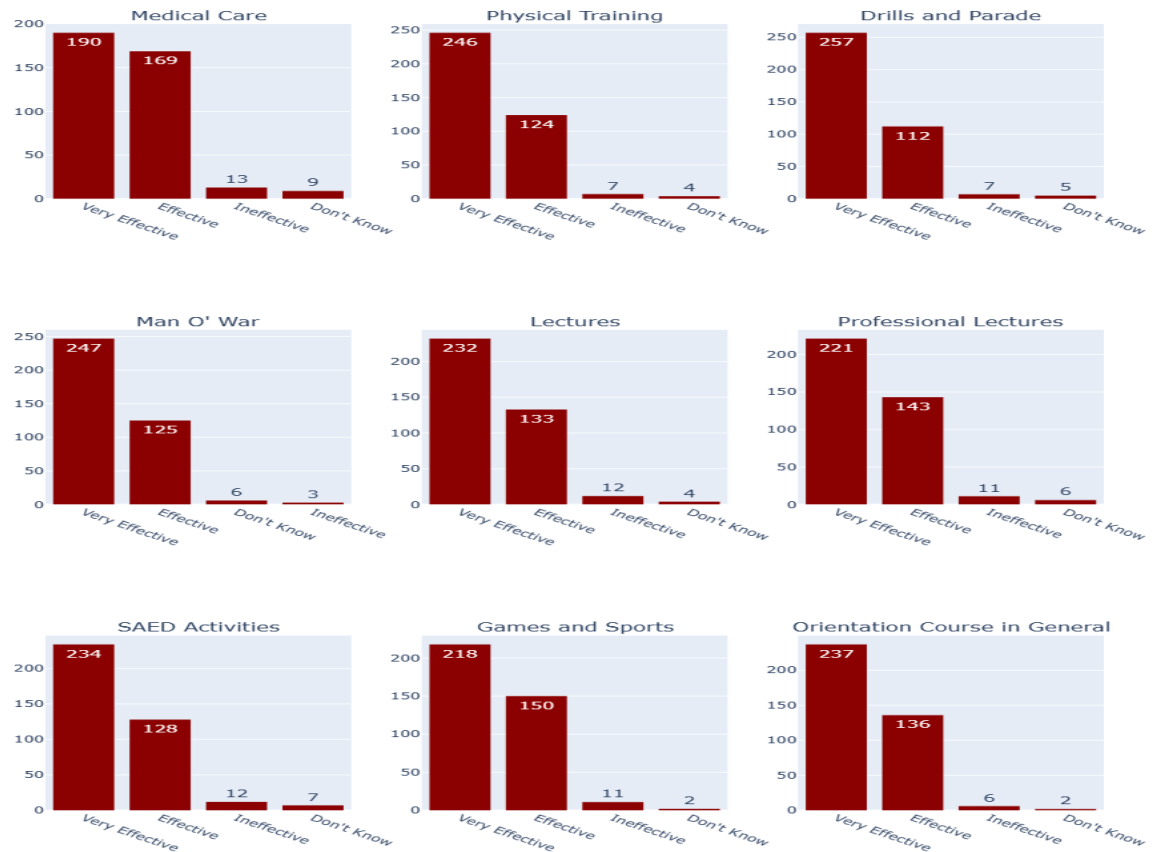 Medical Care
200
150
100
50
0
190
169
13
9
Very Effective
Effective
Ineffective
Don't Know
Physical Training
250
200
150
100
50
0
246
124
7
4
Very Effective
Effective
Ineffective
Don't Know
Drills and Parade
250
200
150
100
50
0
257
112
7
5
Very Effective
Effective
Ineffective
Don't Know
Man O' War
250
200
150
100
50
0
247
125
6
3
Very Effective
Effective
Don't Know
Ineffective
Lectures
200
150
100
50
0
232
133
12
4
Very Effective
Effective
Ineffective
Don't Know
Professional Lectures
200
150
100
50
0
221
143
11
6
Very Effective
Effective
Ineffective
Don't Know
SAED Activities
200
150
100
50
0
234
128
12
7
Very Effective
Effective
Ineffective
Don't Know
Games and Sports
200
150
100
50
0
218
150
11
2
Very Effective
Effective
Ineffective
Don't Know
Orientation Course in General
200
150
100
50
0
237
136
6
2
Very Effective
Effective
Ineffective
Don't Know